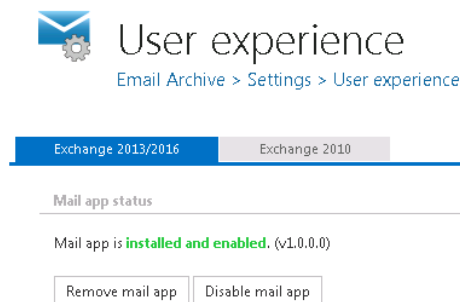 User experience
Email Archive > Settings > User experience
Exchange 2013/2016 Exchange 2010
Mail app status
Mail app is installed and enabled. (v1.0.0.0)
Remove mail app Disable mail app